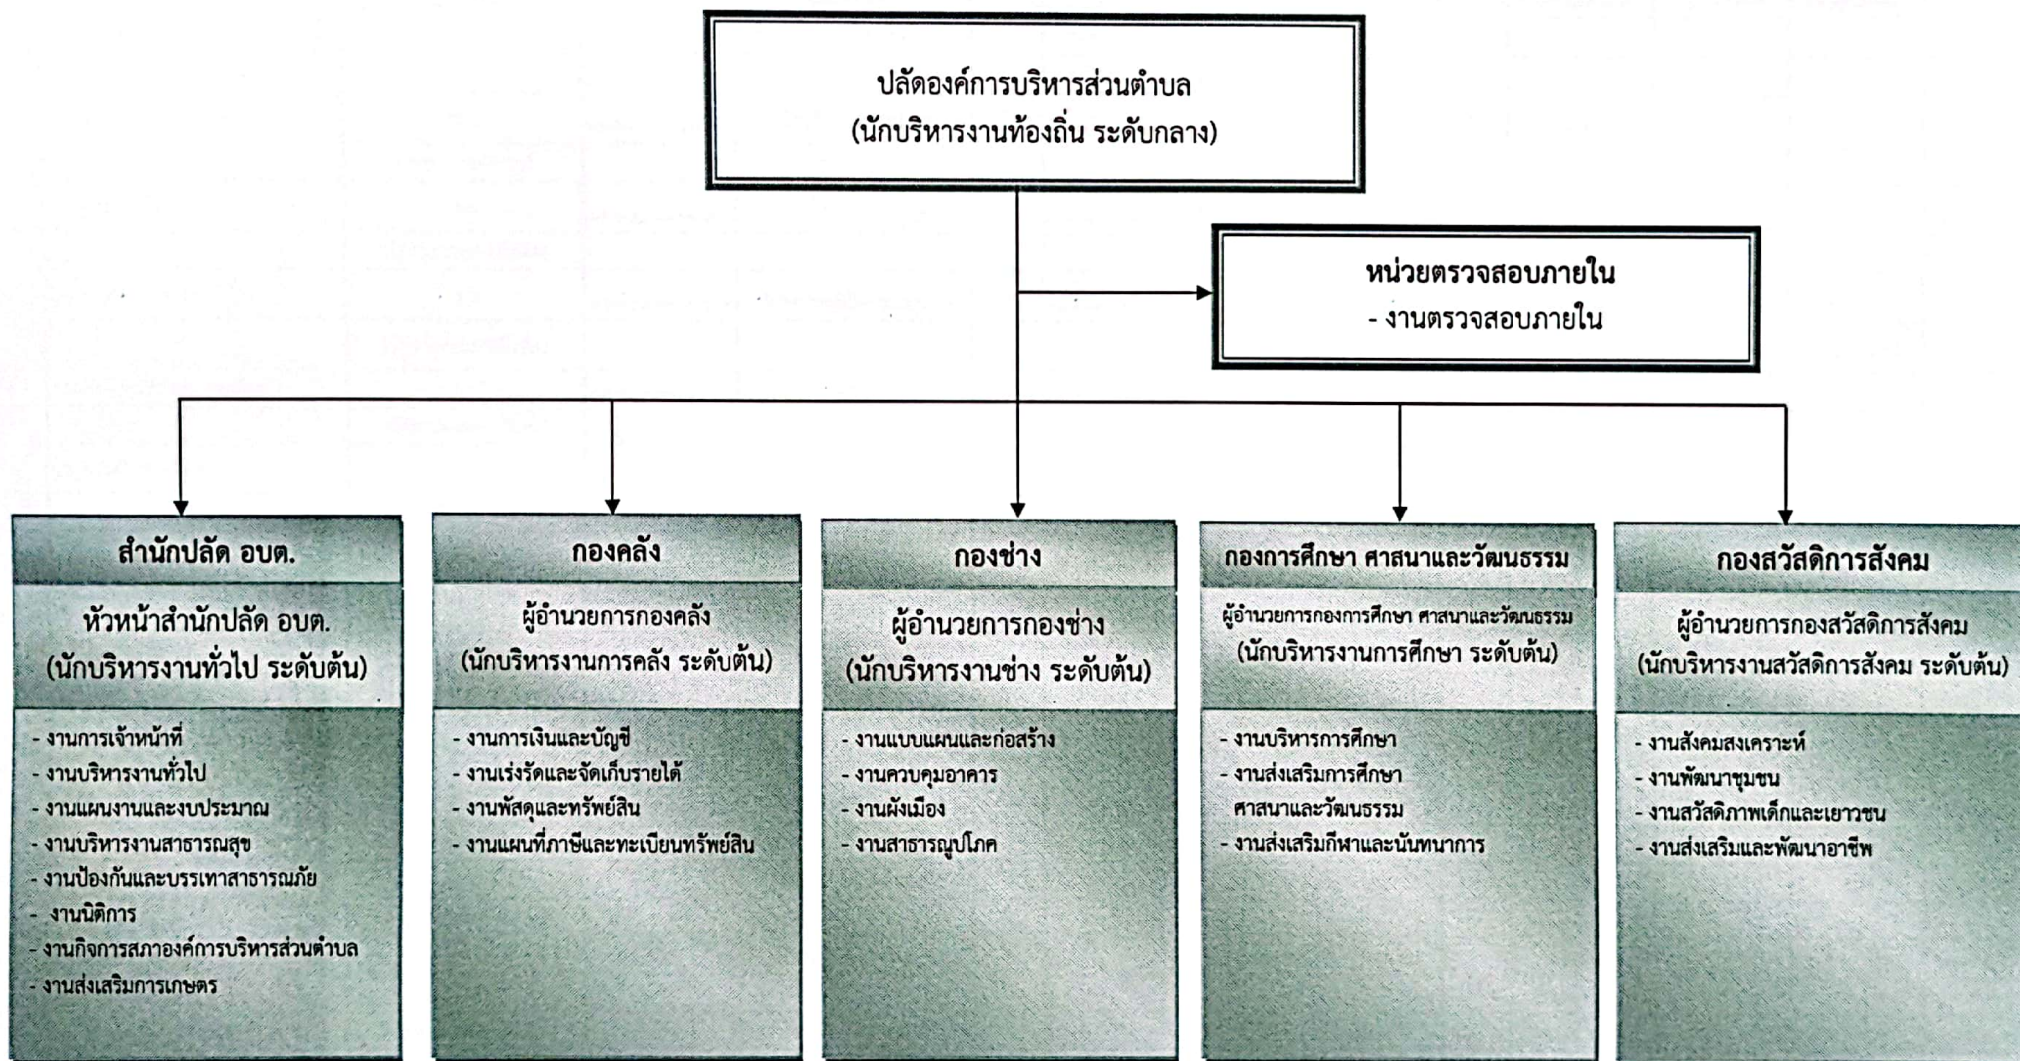 ปลัดองค์การบริหารส่วนตำบล
(นักบริหารงานท้องถิ่น ระดับกลาง)
หน่วยตรวจสอบภายใน
- งานตรวจสอบภายใน
สำนักปลัด อบต.
หัวหน้าสำนักปลัด อบต.
(นักบริหารงานทั่วไป ระดับต้น)
- งานการเจ้าหน้าที่
- งานบริหารงานทั่วไป
- งานแผนงานและงบประมาณ
- งานบริหารงานสาธารณสุข
- งานป้องกันและบรรเทาสาธารณภัย
- งานนิติการ
- งานกิจการสภาองค์การบริหารส่วนตำบล
- งานส่งเสริมการเกษตร
กองคลัง
ผู้อำนวยการกองคลัง
(นักบริหารงานการคลัง ระดับต้น)
- งานการเงินและบัญชี
- งานเร่งรัดและจัดเก็บรายได้
- งานพัสดุและทรัพย์สิน
- งานแผนที่ภาษีและทะเบียนทรัพย์สิน
กองช่าง
ผู้อำนวยการกองช่าง
(นักบริหารงานช่าง ระดับต้น)
- งานแบบแผนและก่อสร้าง
- งานควบคุมอาคาร
- งานผังเมือง
- งานสาธารณูปโภค
กองการศึกษา ศาสนาและวัฒนธรรม
ผู้อำนวยการกองการศึกษา ศาสนาและวัฒนธรรม
(นักบริหารงานการศึกษา ระดับต้น)
- งานบริหารการศึกษา
- งานส่งเสริมการศึกษา
ศาสนาและวัฒนธรรม
- งานส่งเสริมกีฬาและนันทนาการ
กองสวัสดิการสังคม
ผู้อำนวยการกองสวัสดิการสังคม
(นักบริหารงานสวัสดิการสังคม ระดับต้น)
- งานสังคมสงเคราะห์
- งานพัฒนาชุมชน
- งานสวัสดิภาพเด็กและเยาวชน
- งานส่งเสริมและพัฒนาอาชีพ